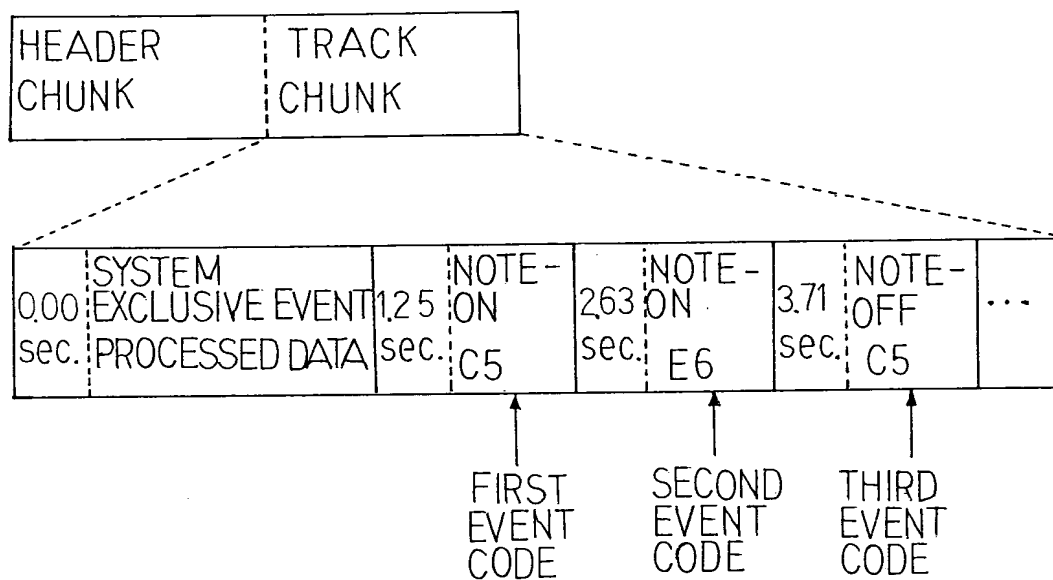 HEADER
CHUNK
TRACK
CHUNK
0.00
sec.
SYSTEM
EXCLUSIVE EVENT
PROCESSED DATA
1.25
sec.
NOTE-
ON
C5
2.63
sec.
NOTE-
ON
E6
3.71
sec.
NOTE-
OFF
C5
...
FIRST
EVENT
CODE
SECOND
EVENT
CODE
THIRD
EVENT
CODE